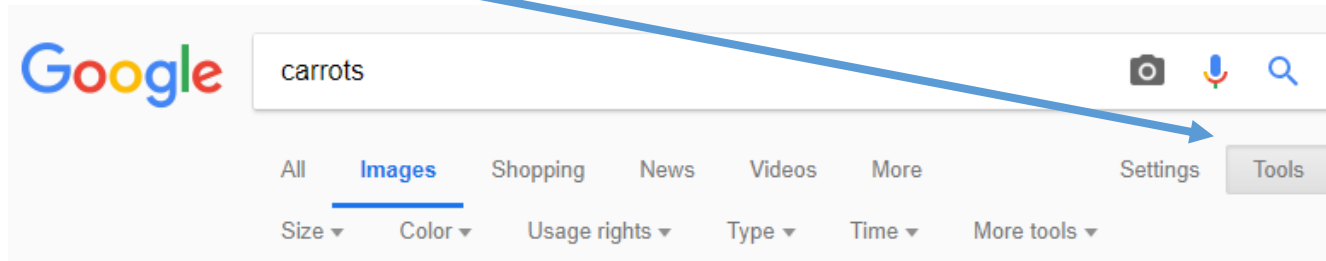 Google carrots
All Images Shopping News Videos More Settings Tools
Size Color Usage rights Type Time More tools